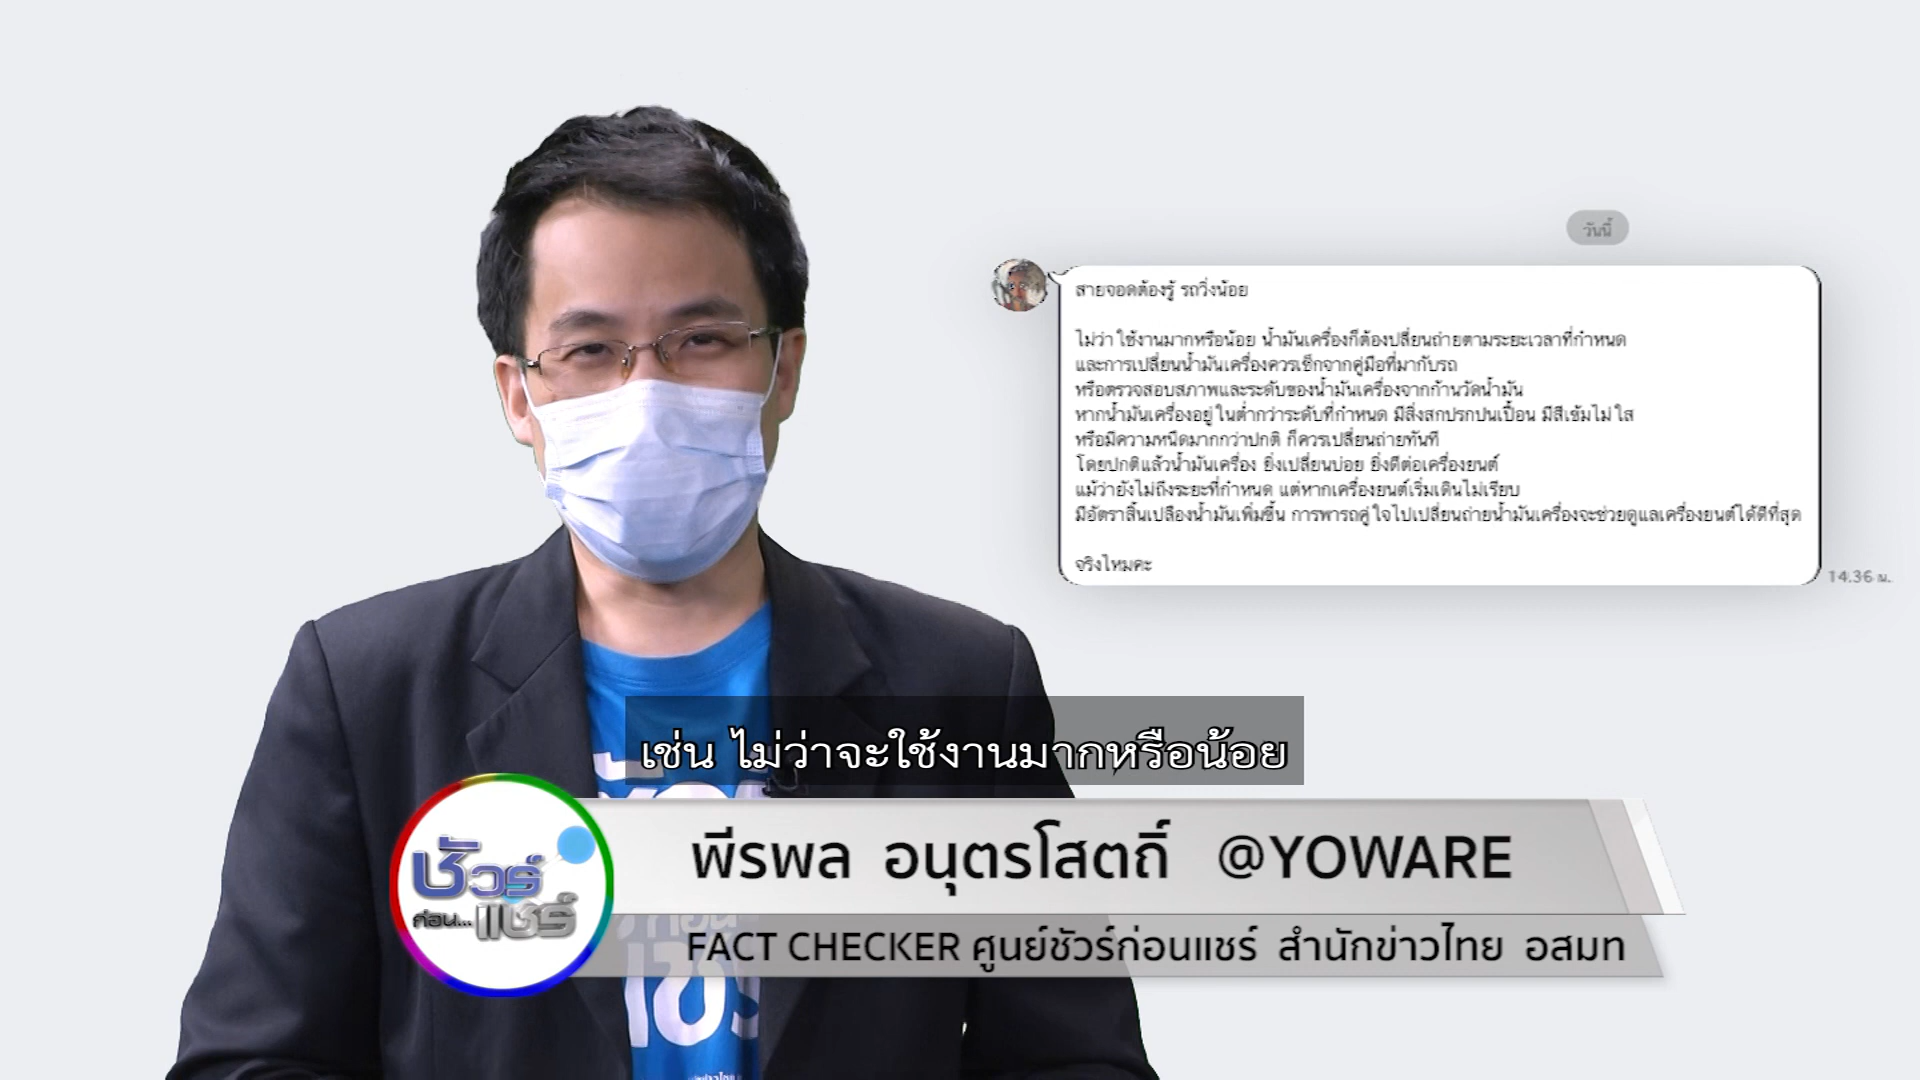 วันนี้
สายจอดต้องรู้ รถวิ่งน้อย
ไม่ว่า ใช้งานมากหรือน้อย น้ำมันเครื่องก็ต้องเปลี่ยนถ่ายตามระยะเวลาที่กำหนด
และการเปลี่ยนน้ำมันเครื่องควรเช็กจากคู่มือที่มากับรถ
หรือตรวจสอบสภาพและระดับของน้ำมันเครื่องจากก้านวัดน้ำมัน
หากน้ำมันเครื่องอยู่ในต่ำกว่าระดับที่กำหนด มีสิ่งสกปรกปนเปื้อน มีสีเข้มไม่ใส
หรือมีความหนืดมากกว่าปกติ ก็ควรเปลี่ยนถ่ายทันที
โดยปกติแล้วน้ำมันเครื่อง ยิ่งเปลี่ยนบ่อย ยิ่งดีต่อเครื่องยนต์
แม้ว่ายังไม่ถึงระยะที่กำหนด แต่หากเครื่องยนต์เริ่มเดินไม่เรียบ
มีอัตราสิ้นเปลืองน้ำมันเพิ่มขึ้น การพารถคู่ใจไปเปลี่ยนถ่ายน้ำมันเครื่องจะช่วยดูแลเครื่องยนต์ได้ดีที่สุด
จริงไหมคะ
14.36 น.
เช่น ไม่ว่าจะใช้งานมากหรือน้อย
ชัวร์
ก่อน... แชร์
พีรพล อนุตรโสตถิ์ @YOWARE
FACT CHECKER ศูนย์ชัวร์ก่อนแชร์ สำนักข่าวไทย อสมท